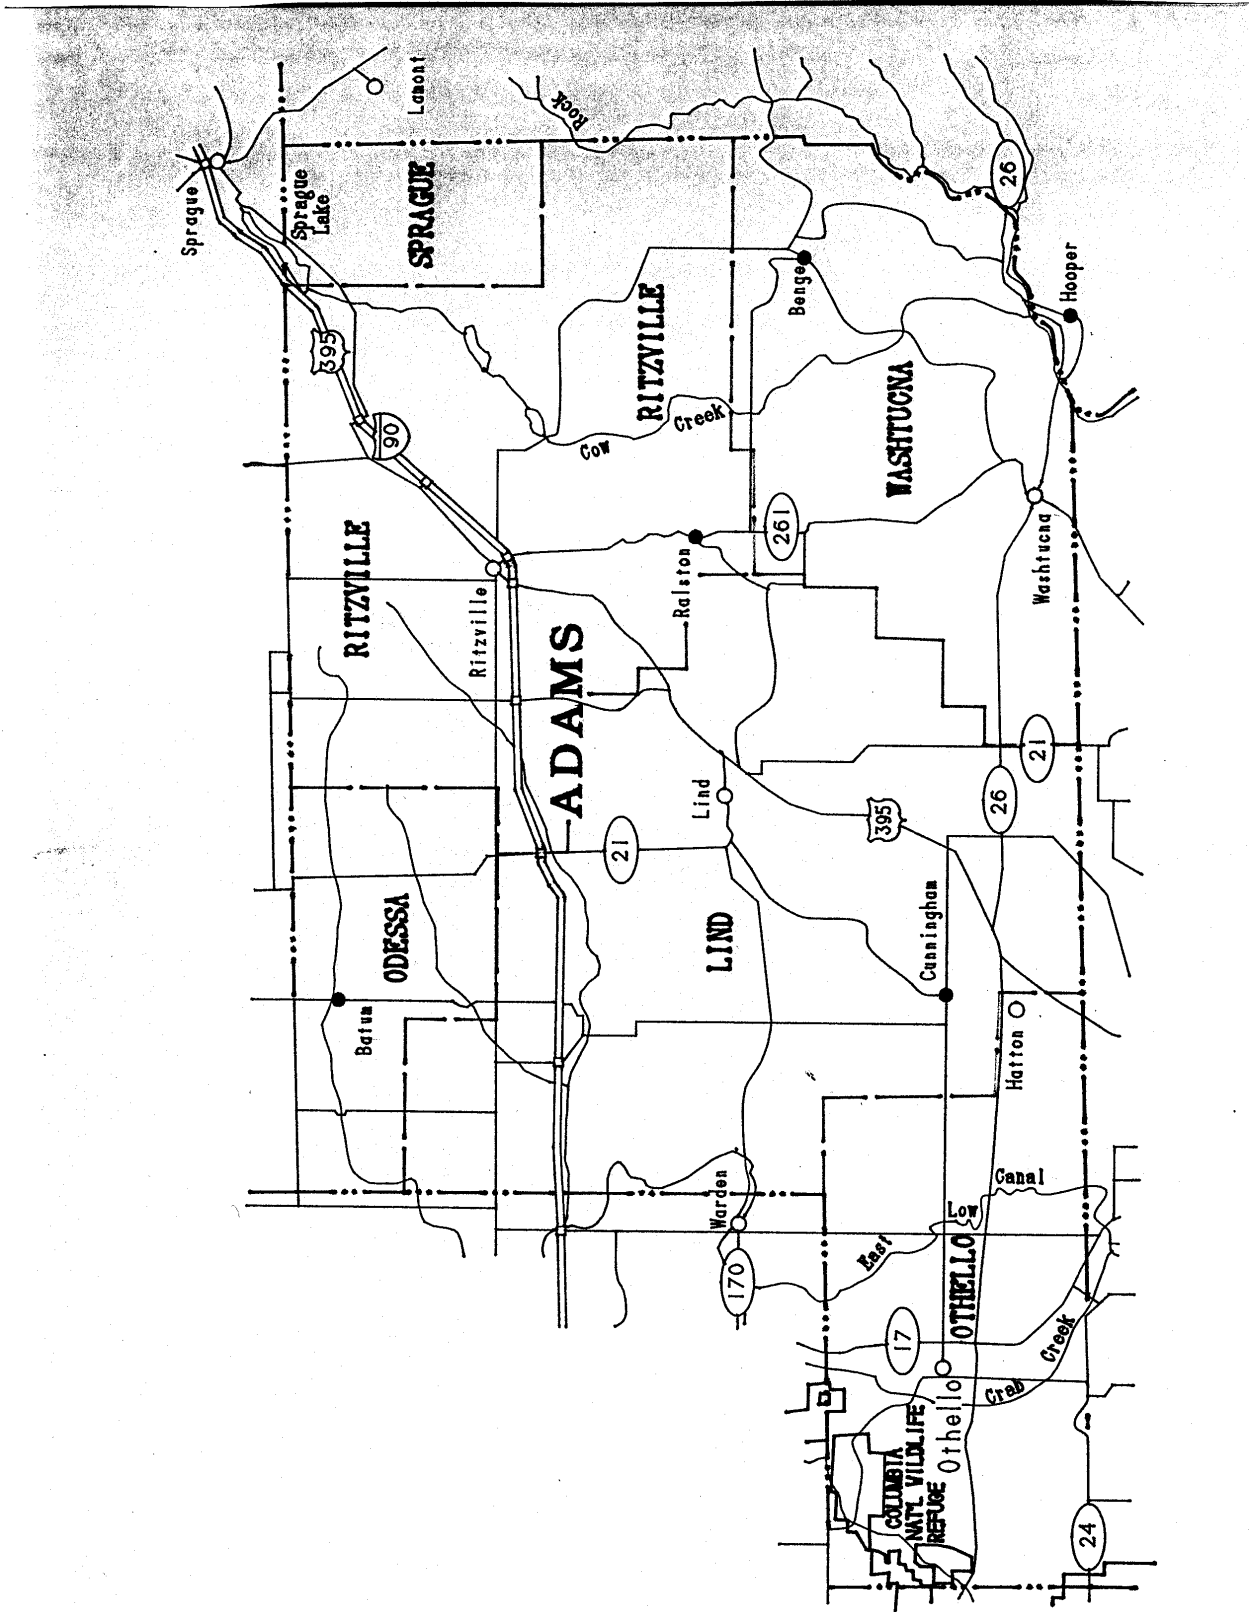 Lamont
Rock
Sprague
Sprague
Lake
SPRAGUE
26
395
Benge
Hooper
RITZVILLE
90
Cow
Creek
WASHTUCNA
RITZVILLE
261
Ralston
Washtucna
Ritzville
ADAMS
Lind
21
26
395
21
ODESSA
LIND
Cunningham
Batum
Hatton
Warden
170
East
Low
Canal
OTHELLO
17
Crab
Creek
Othello
COLUMBIA
NAT'L WILDLIFE
REFUGE
24